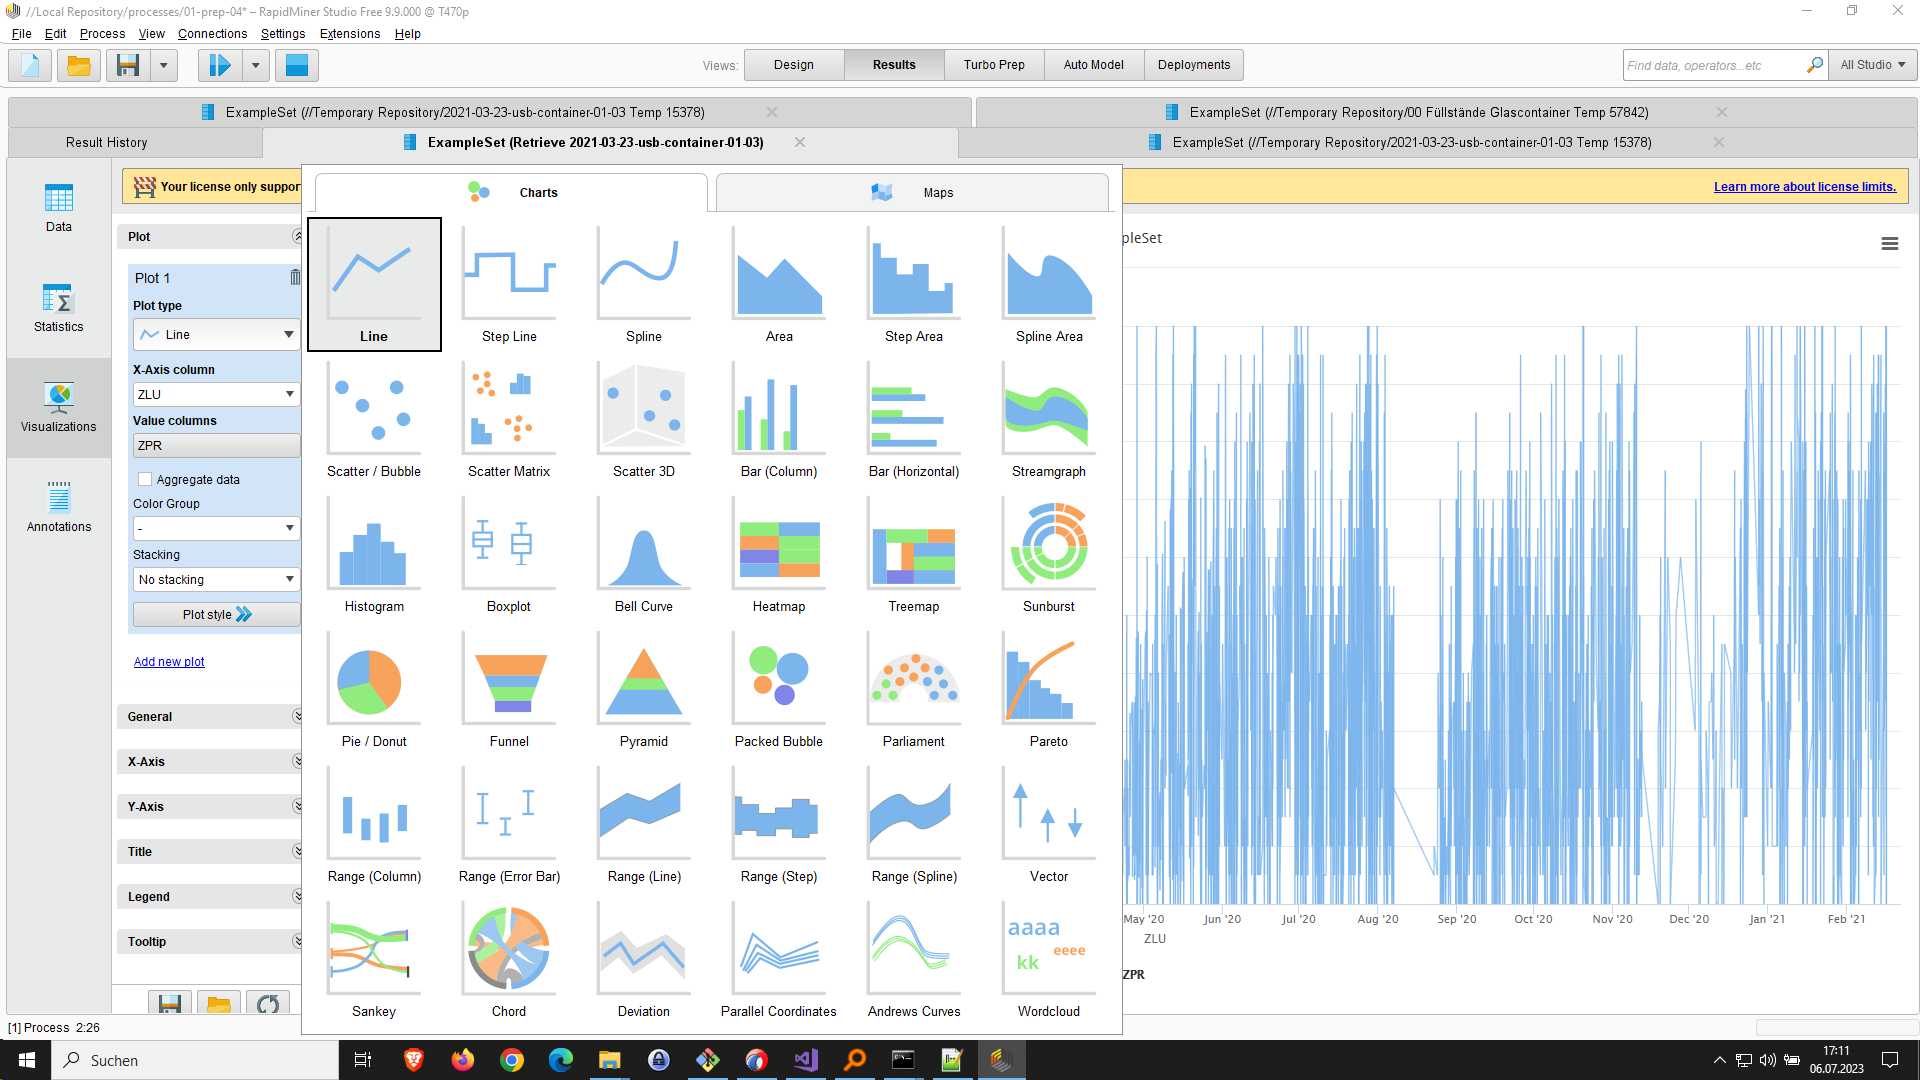 //Local Repository/processes/01-prep-04* – RapidMiner Studio Free 9.9.000 @ T470p
File Edit Process View Connections Settings Extensions Help
Views: Design Results Turbo Prep Auto Model Deployments
Find data, operators...etc All Studio
ExampleSet (//Temporary Repository/2021-03-23-usb-container-01-03 Temp 15378)
ExampleSet (//Temporary Repository/00 Füllstände Glascontainer Temp 57842)
Result History
ExampleSet (Retrieve 2021-03-23-usb-container-01-03)
ExampleSet (//Temporary Repository/2021-03-23-usb-container-01-03 Temp 15378)
Data
Statistics
Visualizations
Annotations
Your license only suppor
Learn more about license limits.
Plot
Plot 1
Plot type
Line
X-Axis column
ZLU
Value columns
ZPR
Aggregate data
Color Group
-
Stacking
No stacking
Plot style
Add new plot
General
X-Axis
Y-Axis
Title
Legend
Tooltip
Charts
Maps
Line Step Line Spline Area Step Area Spline Area
Scatter / Bubble Scatter Matrix Scatter 3D Bar (Column) Bar (Horizontal) Streamgraph
Histogram Boxplot Bell Curve Heatmap Treemap Sunburst
Pie / Donut Funnel Pyramid Packed Bubble Parliament Pareto
Range (Column) Range (Error Bar) Range (Line) Range (Step) Range (Spline) Vector
aaaa
eeee
kk
Sankey Chord Deviation Parallel Coordinates Andrews Curves Wordcloud
pleSet
May '20 Jun '20 Jul '20 Aug '20 Sep '20 Oct '20 Nov '20 Dec '20 Jan '21 Feb '21
ZLU
ZPR
[1] Process 2:26
Suchen
17:11
06.07.2023